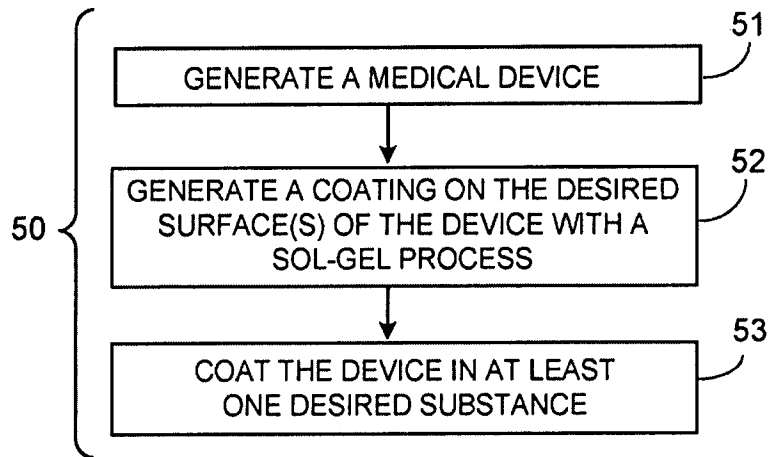 51
GENERATE A MEDICAL DEVICE
52
GENERATE A COATING ON THE DESIRED
SURFACE(S) OF THE DEVICE WITH A
SOL-GEL PROCESS
50
53
COAT THE DEVICE IN AT LEAST
ONE DESIRED SUBSTANCE